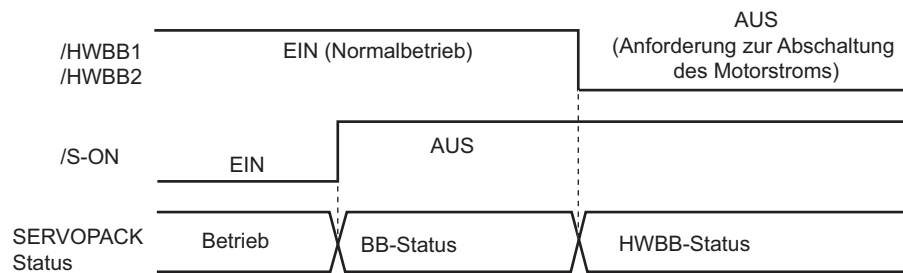 /HWBB1
/HWBB2
EIN (Normalbetrieb)
AUS
(Anforderung zur Abschaltung
des Motorstroms)
/S-ON
EIN
AUS
SERVOPACK
Status
Betrieb
BB-Status
HWBB-Status